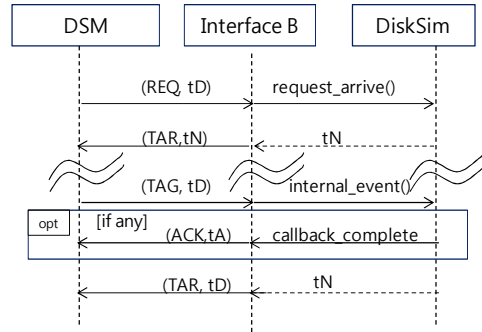 DSM Interface B DiskSim
(REQ, tD) request_arrive()
(TAR,tN) tN
(TAG, tD) internal_event()
opt [if any]
(ACK,tA) callback_complete
(TAR, tD) tN